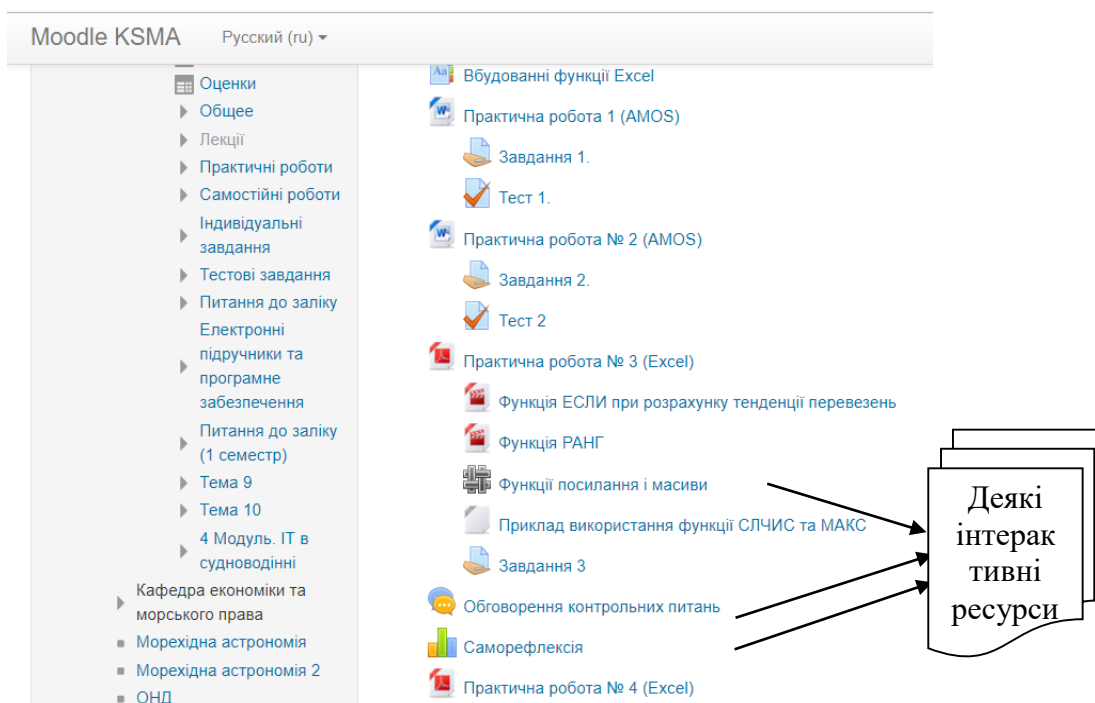 Moodle KSMA Русский (ru)
Оценки
Общее
Лекції
Практичні роботи
Самостійні роботи
Індивідуальні
завдання
Тестові завдання
Питання до заліку
Електронні
підручники та
програмне
забезпечення
Питання до заліку
(1 семестр)
Тема 9
Тема 10
4 Модуль. ІТ в
судноводінні
Кафедра економіки та
морського права
Морехідна астрономія
Морехідна астрономія 2
ОНД
Вбудованні функції Excel
Практична робота 1 (AMOS)
Завдання 1.
Тест 1.
Практична робота № 2 (AMOS)
Завдання 2.
Тест 2
Практична робота № 3 (Excel)
Функція ЕСЛИ при розрахунку тенденції перевезень
Функція РАНГ
Функції посилання і масиви
Приклад використання функції СЛЧИС та МАКС
Завдання 3
Обговорення контрольних питань
Саморефлексія
Практична робота № 4 (Excel)
Деякі
інтерак
тивні
ресурси